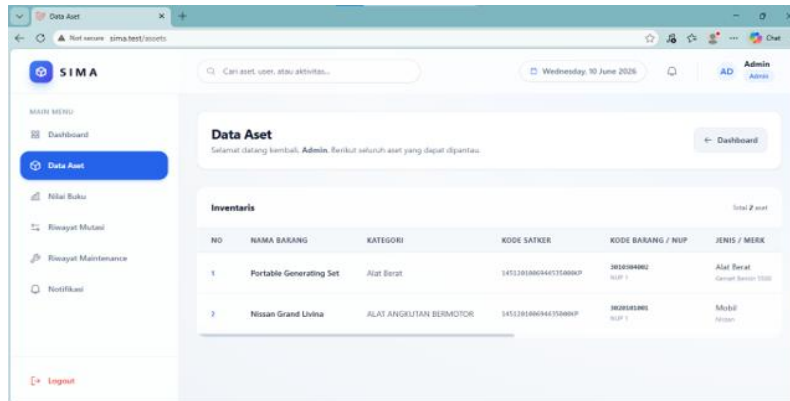 Data Aset
Not secure sima.test/assets
Chat
SIMA
Cari aset, user, atau aktivitas...
Wednesday, 10 June 2026
AD
Admin
Admin
MAIN MENU
Dashboard
Data Aset
Nilai Buku
Riwayat Mutasi
Riwayat Maintenance
Notifikasi
Logout
Data Aset
Selamat datang kembali, Admin. Berikut seluruh aset yang dapat dipantau.
← Dashboard
Inventaris
Total 2 aset
NO NAMA BARANG KATEGORI KODE SATKER KODE BARANG / NUP JENIS / MERK
1 Portable Generating Set Alat Berat Alat Berat
NUP 1
2 Nissan Grand Livina ALAT ANGKUTAN BERMOTOR Mobil
NUP 1 Nissan